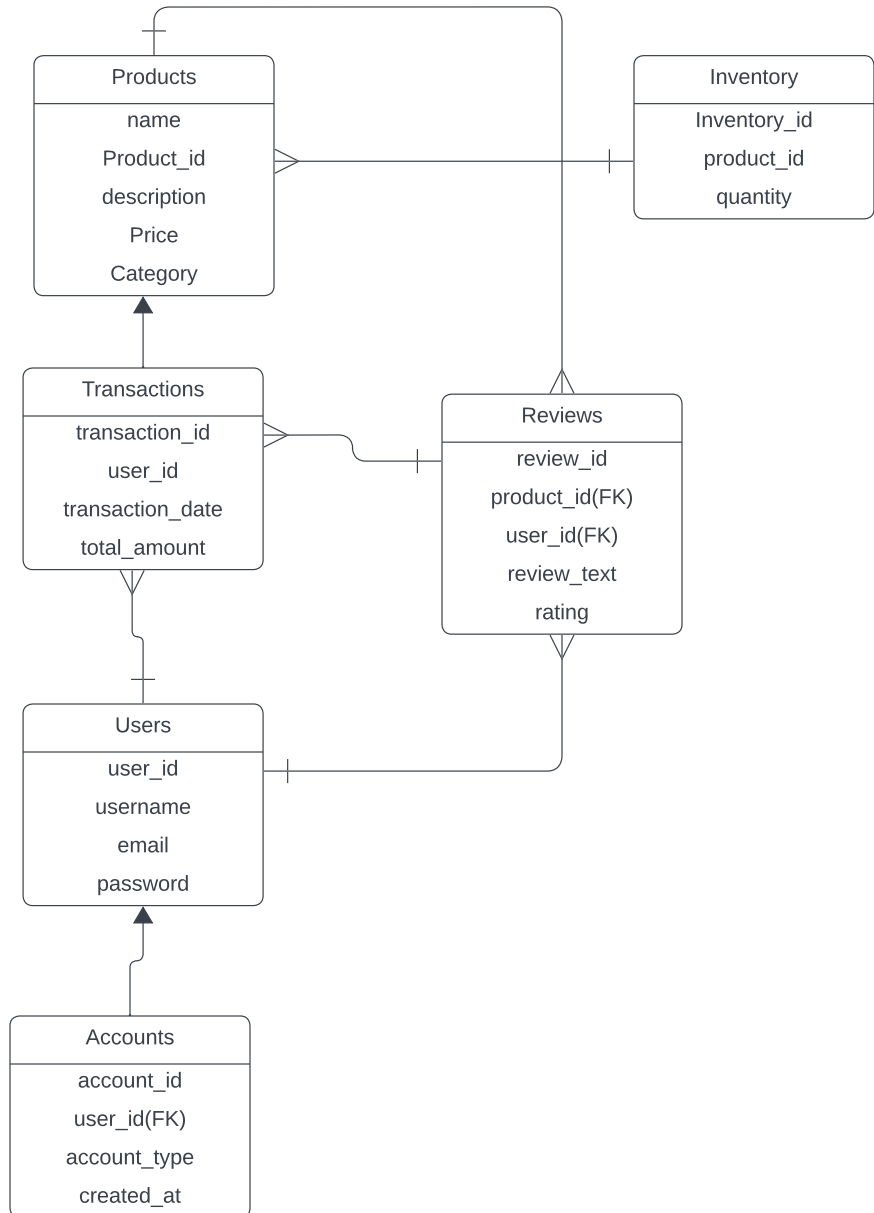 Products
name
Product_id
description
Price
Category
Inventory
Inventory_id
product_id
quantity
Transactions
transaction_id
user_id
transaction_date
total_amount
Reviews
review_id
product_id(FK)
user_id(FK)
review_text
rating
Users
user_id
username
email
password
Accounts
account_id
user_id(FK)
account_type
created_at